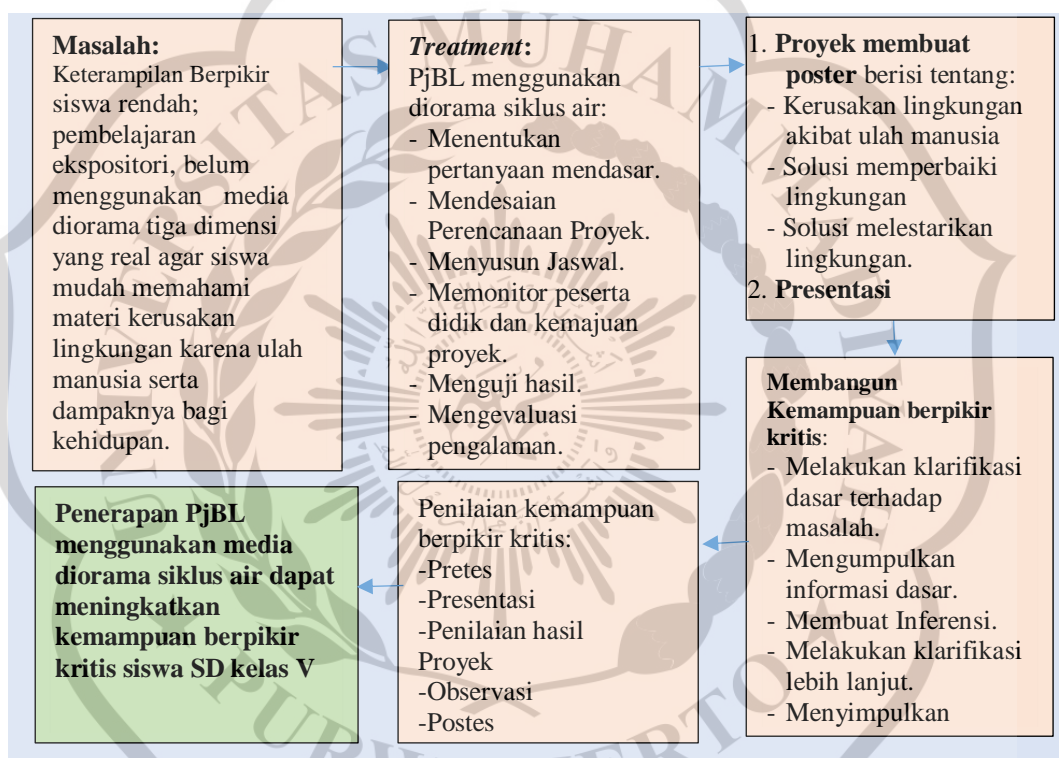 Masalah:
Keterampilan Berpikir
siswa rendah;
pembelajaran
ekspositori, belum
menggunakan media
diorama tiga dimensi
yang real agar siswa
mudah memahami
materi kerusakan
lingkungan karena ulah
manusia serta
dampaknya bagi
kehidupan.
Treatment:
PjBL menggunakan
diorama siklus air:
- Menentukan
pertanyaan mendasar.
- Mendesaian
Perencanaan Proyek.
- Menyusun Jaswal.
- Memonitor peserta
didik dan kemajuan
proyek.
- Menguji hasil.
- Mengevaluasi
pengalaman.
1. Proyek membuat
poster berisi tentang:
- Kerusakan lingkungan
akibat ulah manusia
- Solusi memperbaiki
lingkungan
- Solusi melestarikan
lingkungan.
2. Presentasi
Membangun
Kemampuan berpikir
kritis:
- Melakukan klarifikasi
dasar terhadap
masalah.
- Mengumpulkan
informasi dasar.
- Membuat Inferensi.
- Melakukan klarifikasi
lebih lanjut.
- Menyimpulkan
Penilaian kemampuan
berpikir kritis:
-Pretes
-Presentasi
-Penilaian hasil
Proyek
-Observasi
-Postes
Penerapan PjBL
menggunakan media
diorama siklus air dapat
meningkatkan
kemampuan berpikir
kritis siswa SD kelas V